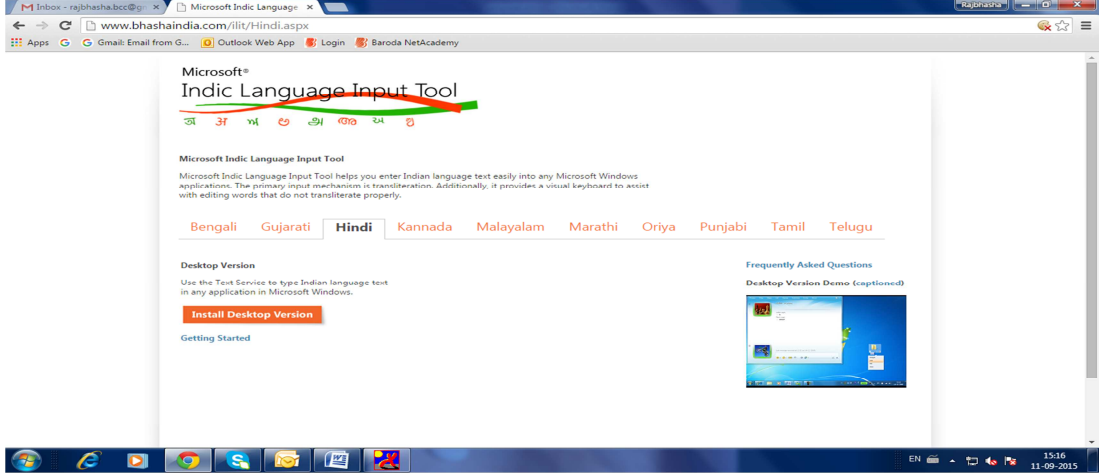 Inbox - rajbhasha.bcc@gm
Microsoft Indic Language
Rajbhasha
www.bhashaindia.com/ilit/Hindi.aspx
Apps G Gmail: Email from G... Outlook Web App Login Baroda NetAcademy
Microsoft®
Indic Language Input Tool
Microsoft Indic Language Input Tool
Microsoft Indic Language Input Tool helps you enter Indian language text easily into any Microsoft Windows
applications. The primary input mechanism is transliteration. Additionally, it provides a visual keyboard to assist
with editing words that do not transliterate properly.
Bengali Gujarati Hindi Kannada Malayalam Marathi Oriya Punjabi Tamil Telugu
Desktop Version
Use the Text Service to type Indian language text
in any application in Microsoft Windows.
Install Desktop Version
Getting Started
Frequently Asked Questions
Desktop Version Demo (captioned)
EN
15:16
11-09-2015